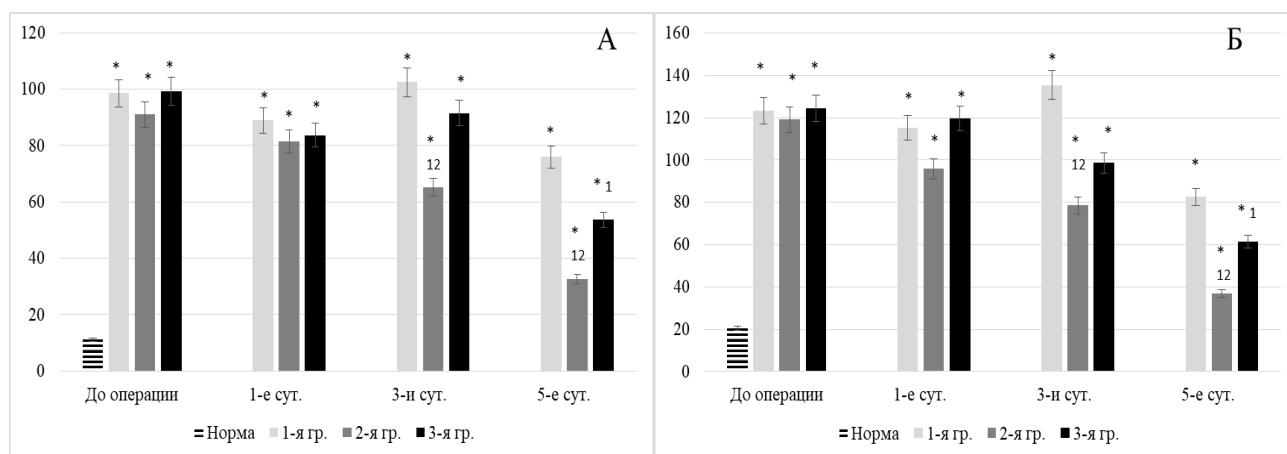 А
120
100
80
60
40
20
0
* * *
* * *
* * 12 *
* * 12 * 1
До операции 1-е сут. 3-и сут. 5-е сут.
Норма 1-я гр. 2-я гр. 3-я гр.
Б
160
140
120
100
80
60
40
20
0
* * *
* * *
* * 12 *
* * 12 * 1
До операции 1-е сут. 3-и сут. 5-е сут.
Норма 1-я гр. 2-я гр. 3-я гр.